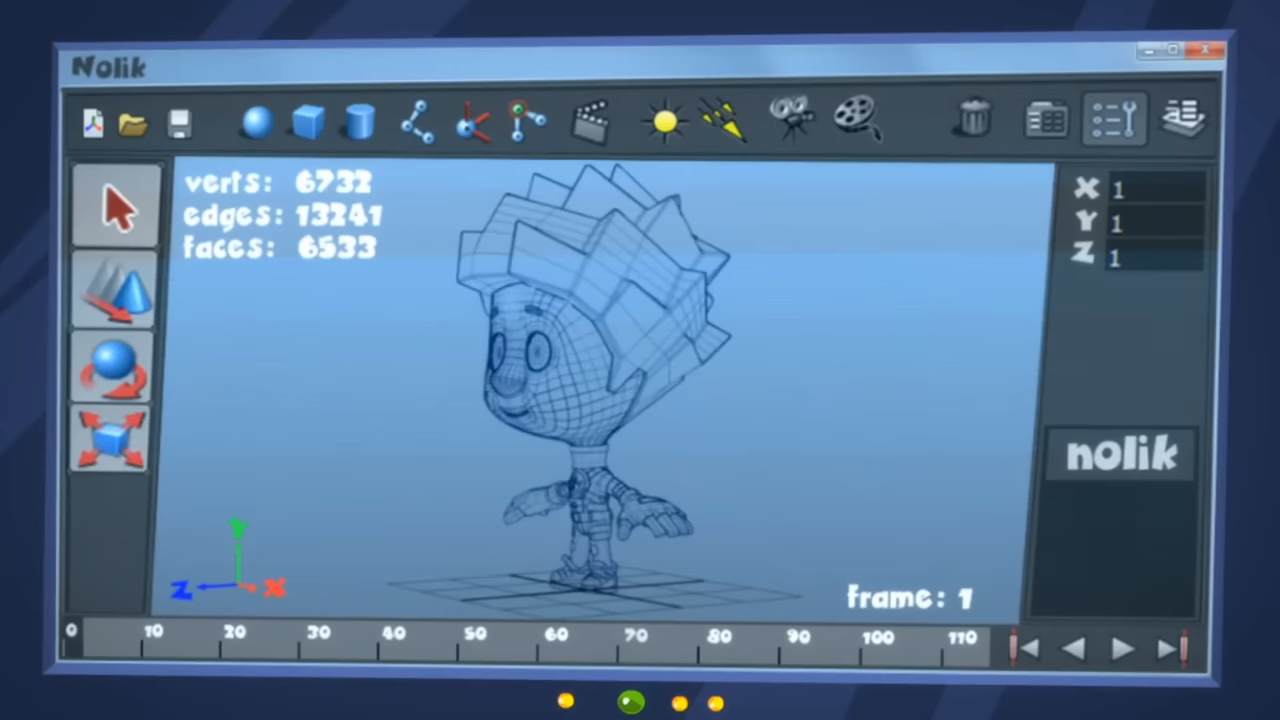 Nolik
verts: 6732
edges: 13241
faces: 6533
X 1
Y 1
Z 1
nolik
Y
Z X
frame: 1
0 10 20 30 40 50 60 70 80 90 100 110